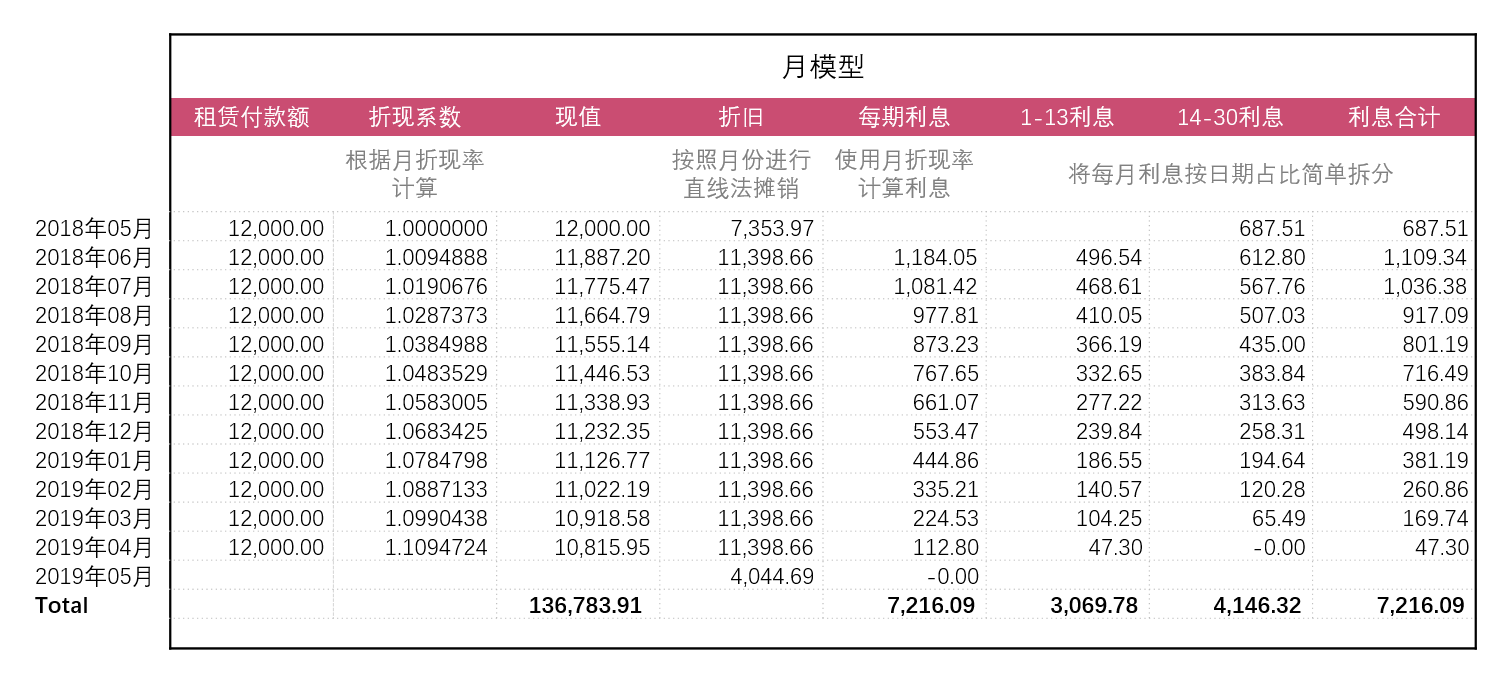 月模型
租赁付款额 折现系数 现值 折旧 每期利息 1-13利息 14-30利息 利息合计
根据月折现率 按照月份进行 使用月折现率
将每月利息按日期占比简单拆分
计算 直线法摊销 计算利息
2018年05月 12,000.00 1.0000000 12,000.00 7,353.97 687.51 687.51
2018年06月 12,000.00 1.0094888 11,887.20 11,398.66 1,184.05 496.54 612.80 1,109.34
2018年07月 12,000.00 1.0190676 11,775.47 11,398.66 1,081.42 468.61 567.76 1,036.38
2018年08月 12,000.00 1.0287373 11,664.79 11,398.66 977.81 410.05 507.03 917.09
2018年09月 12,000.00 1.0384988 11,555.14 11,398.66 873.23 366.19 435.00 801.19
2018年10月 12,000.00 1.0483529 11,446.53 11,398.66 767.65 332.65 383.84 716.49
2018年11月 12,000.00 1.0583005 11,338.93 11,398.66 661.07 277.22 313.63 590.86
2018年12月 12,000.00 1.0683425 11,232.35 11,398.66 553.47 239.84 258.31 498.14
2019年01月 12,000.00 1.0784798 11,126.77 11,398.66 444.86 186.55 194.64 381.19
2019年02月 12,000.00 1.0887133 11,022.19 11,398.66 335.21 140.57 120.28 260.86
2019年03月 12,000.00 1.0990438 10,918.58 11,398.66 224.53 104.25 65.49 169.74
2019年04月 12,000.00 1.1094724 10,815.95 11,398.66 112.80 47.30 -0.00 47.30
2019年05月 4,044.69 -0.00
Total 136,783.91 7,216.09 3,069.78 4,146.32 7,216.09